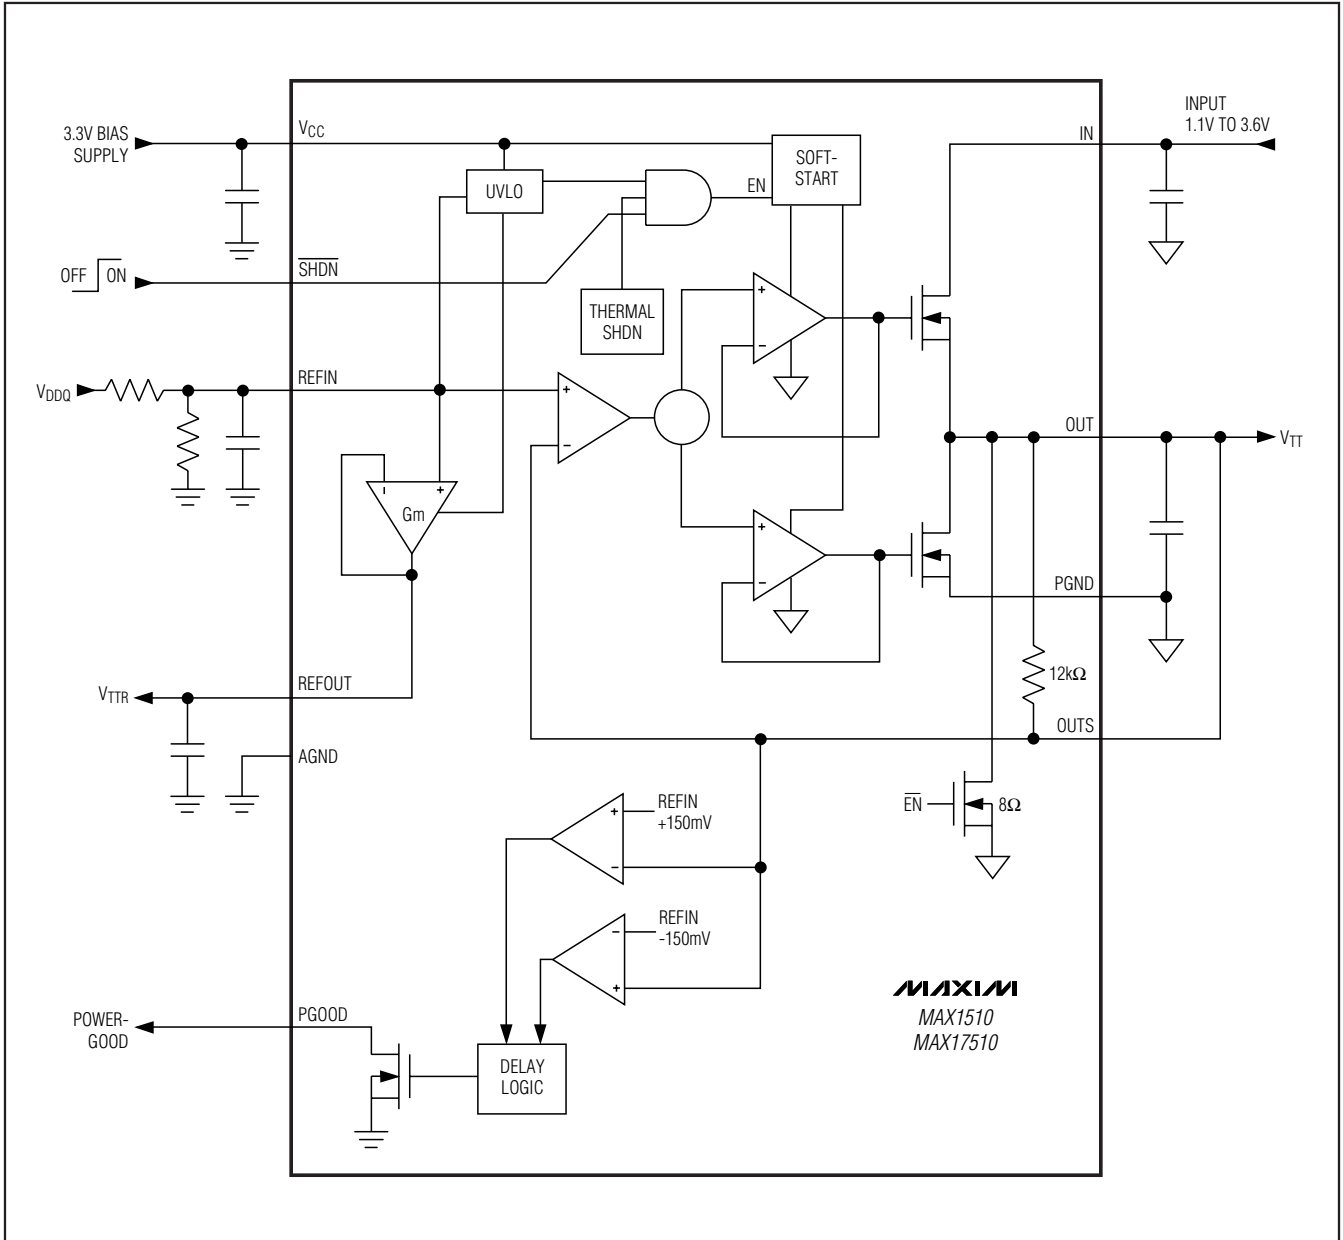 INPUT
1.1V TO 3.6V
3.3V BIAS
SUPPLY
VCC
IN
SOFT-
START
UVLO
EN
OFF
ON
SHDN
THERMAL
SHDN
VDDQ
REFIN
+
-
+
-
OUT
VTT
-
+
Gm
+
-
PGND
12kΩ
VTTR
REFOUT
OUTS
AGND
REFIN
+150mV
+
-
EN
8Ω
REFIN
-150mV
-
+
MAXIM
MAX1510
MAX17510
POWER-
GOOD
PGOOD
DELAY
LOGIC